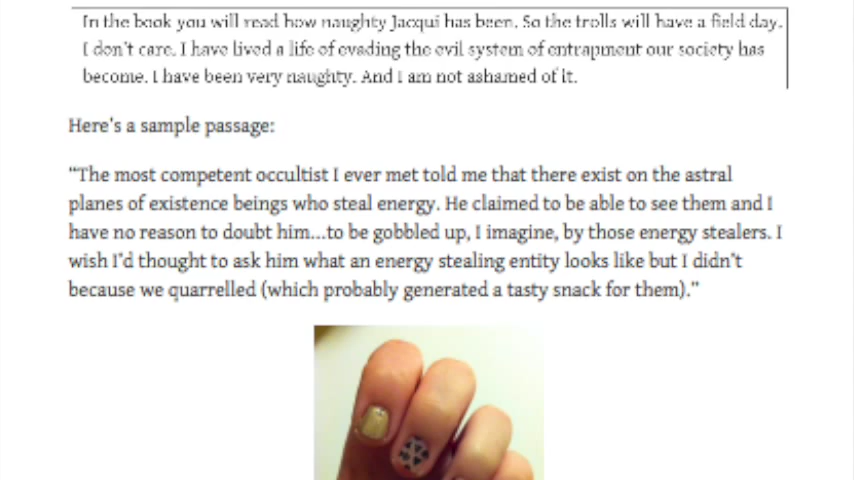 In the book you will read how naughty Jacqui has been. So the trolls will have a field day.
I don't care. I have lived a life of evading the evil system of entrapment our society has
become. I have been very naughty. And I am not ashamed of it.
Here's a sample passage:
“The most competent occultist I ever met told me that there exist on the astral
planes of existence beings who steal energy. He claimed to be able to see them and I
have no reason to doubt him...to be gobbled up, I imagine, by those energy stealers. I
wish I'd thought to ask him what an energy stealing entity looks like but I didn't
because we quarrelled (which probably generated a tasty snack for them).”